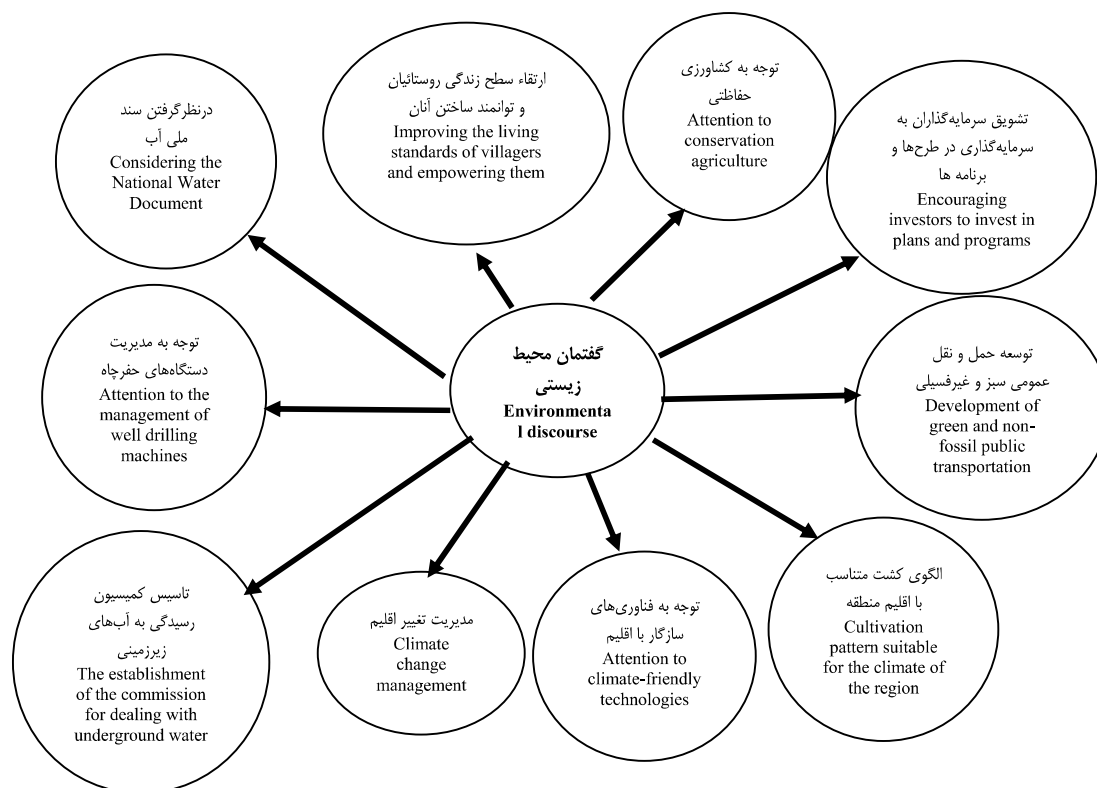 درنظرگرفتن سند
ملی آب
Considering the
National Water
Document
ارتقاء سطح زندگی روستائیان
و توانمند ساختن آنان
Improving the living
standards of villagers
and empowering them
توجه به کشاورزی
حفاظتی
Attention to
conservation
agriculture
تشویق سرمایه‌گذاران به
سرمایه‌گذاری در طرح‌ها و
برنامه ها
Encouraging
investors to invest in
plans and programs
توجه به مدیریت
دستگاه‌های حفرچاه
Attention to the
management of
well drilling
machines
گفتمان محیط
زیستی
Environmenta
l discourse
توسعه حمل و نقل
عمومی سبز و غیرفسیلی
Development of
green and non-
fossil public
transportation
تاسیس کمیسیون
رسیدگی به آب‌های
زیرزمینی
The establishment
of the commission
for dealing with
underground water
مدیریت تغییر اقلیم
Climate
change
management
توجه به فناوری‌های
سازگار با اقلیم
Attention to
climate-friendly
technologies
الگوی کشت متناسب
با اقلیم منطقه
Cultivation
pattern suitable
for the climate of
the region